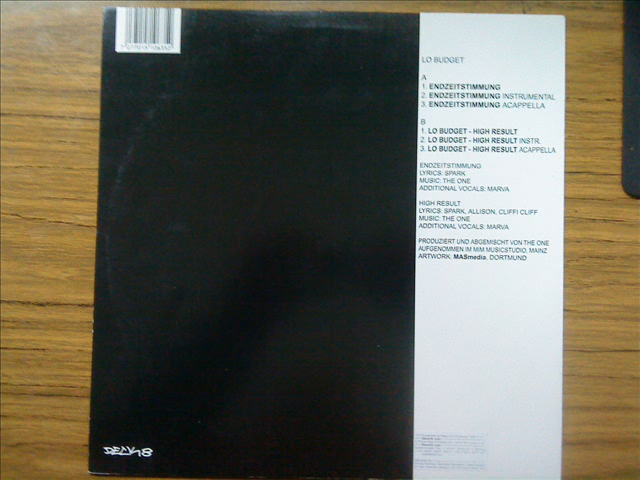 LO BUDGET
A
1. ENDZEITSTIMMUNG
2. ENDZEITSTIMMUNG INSTRUMENTAL
3. ENDZEITSTIMMUNG ACAPPELLA
B
1. LO BUDGET - HIGH RESULT
2. LO BUDGET - HIGH RESULT INSTR.
3. LO BUDGET - HIGH RESULT ACAPPELLA
ENDZEITSTIMMUNG
LYRICS: SPARK
MUSIC: THE ONE
ADDITIONAL VOCALS: MARVA
HIGH RESULT
LYRICS: SPARK, ALLISON, CLIFFI CLIFF
MUSIC: THE ONE
ADDITIONAL VOCALS: MARVA
PRODUZIERT UND ABGEMISCHT VON THE ONE
AUFGENOMMEN IM MIM MUSICSTUDIO, MAINZ
ARTWORK, MASmedia, DORTMUND
DECK8